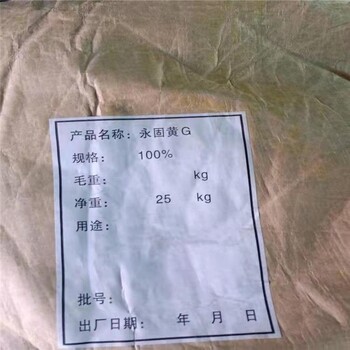 产品名称：永固黄G
规格： 100%
毛重： kg
净重： 25 kg
用途：
批号：
出厂日期： 年 月 日